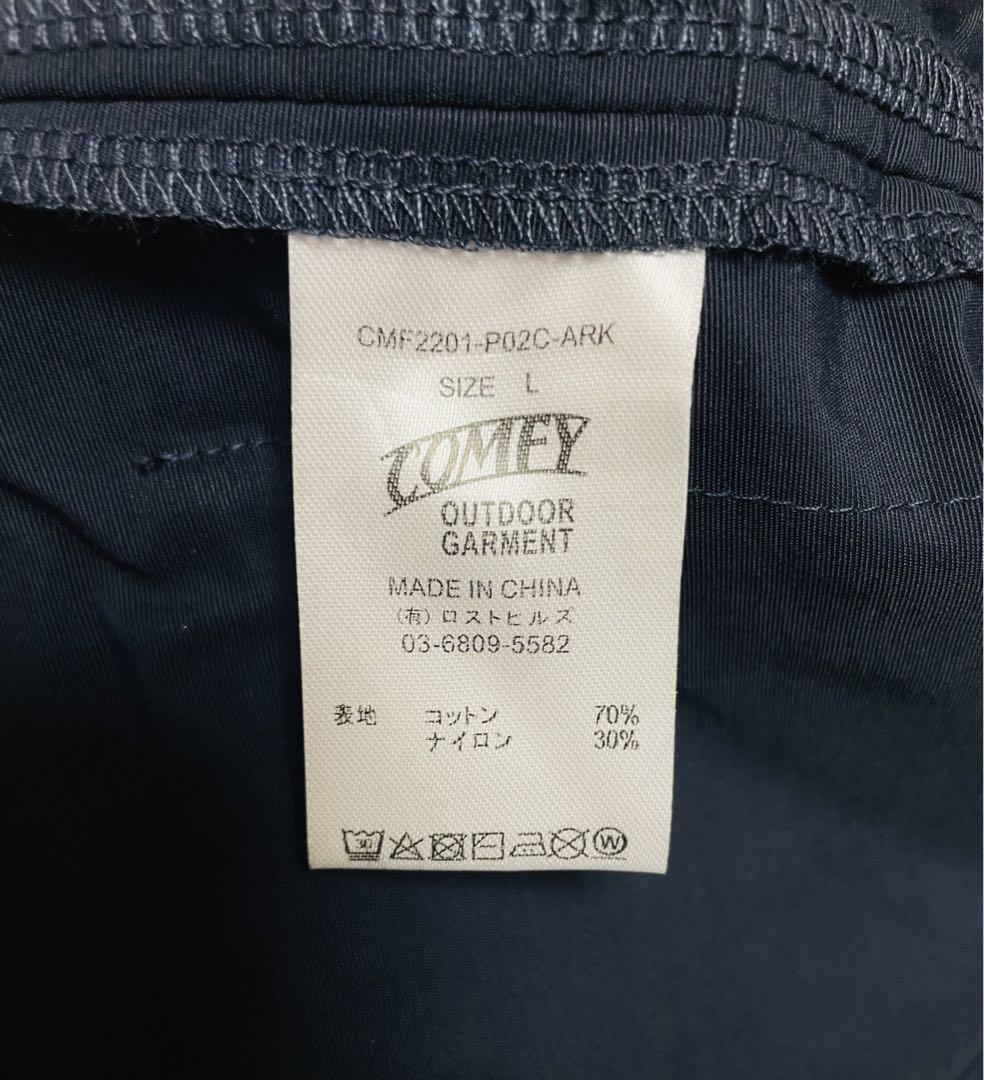 CMF2201-P02C-ARK
SIZE L
COMFY
OUTDOOR
GARMENT
MADE IN CHINA
(有) ロストヒルズ
03-6809-5582
表地 コットン 70%
ナイロン 30%
30
W